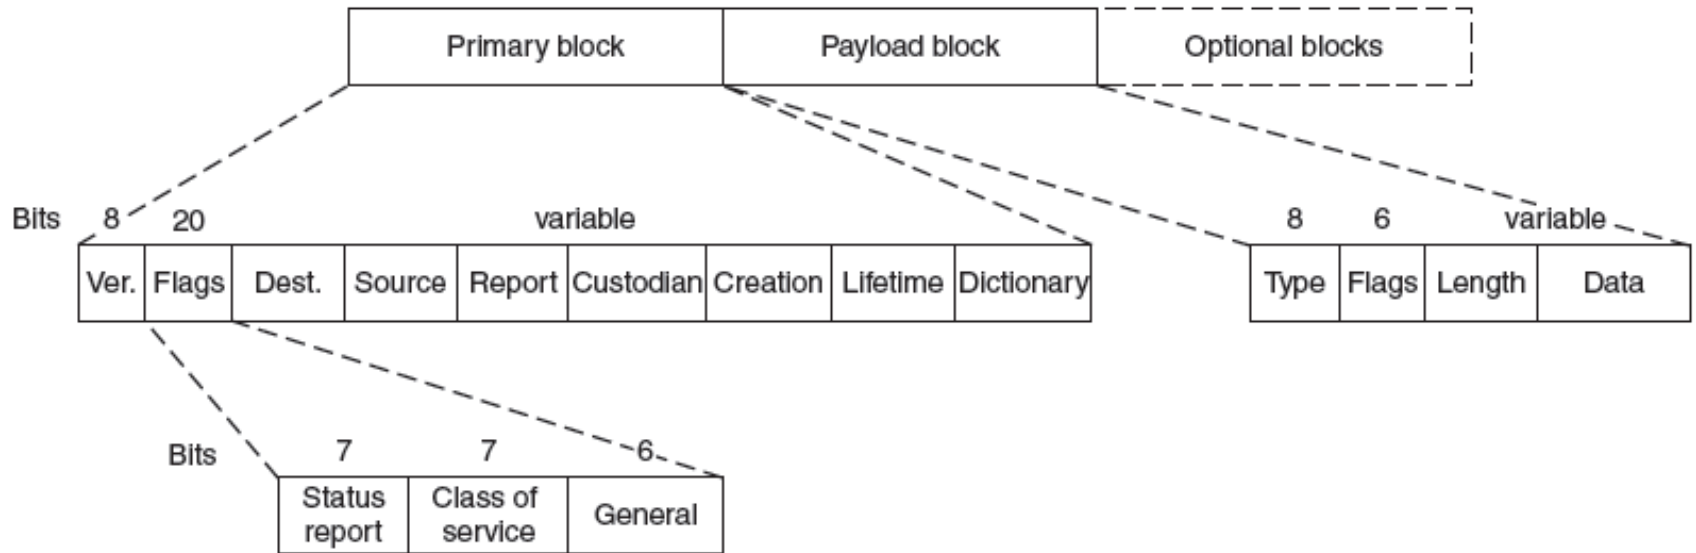 Primary block Payload block Optional blocks
Bits 8 20 variable 8 6 variable
Ver. Flags Dest. Source Report Custodian Creation Lifetime Dictionary Type Flags Length Data
Bits 7 7 6
Status report Class of service General